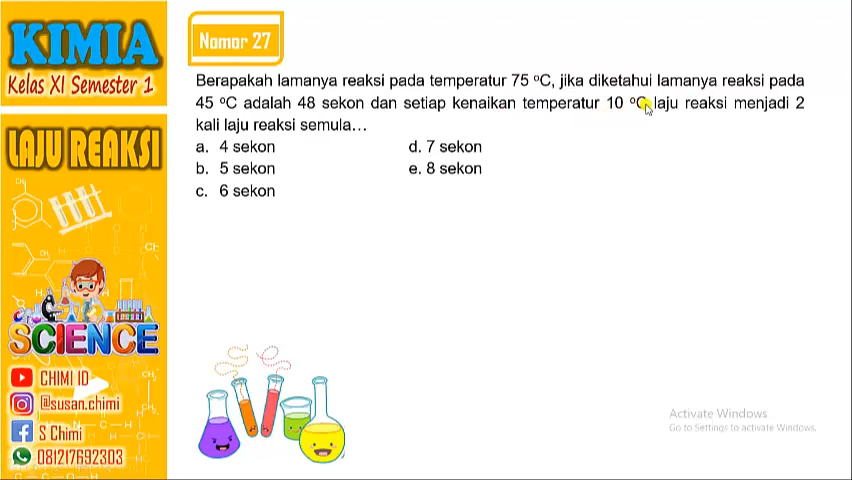 KIMIA
Kelas XI Semester 1
LAJU REAKSI
SCIENCE
CHIMI ID
@susan.chimi
S Chimi
081217692303
Nomor 27
Berapakah lamanya reaksi pada temperatur 75 ºC, jika diketahui lamanya reaksi pada
45 ºC adalah 48 sekon dan setiap kenaikan temperatur 10 ºC laju reaksi menjadi 2
kali laju reaksi semula...
a. 4 sekon
b. 5 sekon
c. 6 sekon
d. 7 sekon
e. 8 sekon
Activate Windows
Go to Settings to activate Windows.